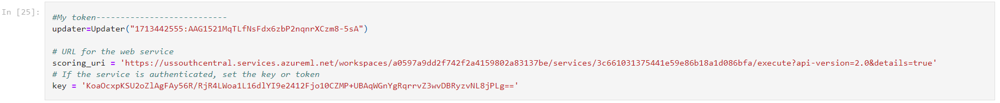 In [25]:
#My token---------------------------
updater=Updater("1713442555:AAG1521MqTLfNsFdx6zbP2nqnrXCzm8-5sA")
# URL for the web service
scoring_uri = 'https://ussouthcentral.services.azureml.net/workspaces/a0597a9dd2f742f2a4159802a83137be/services/3c661031375441e59e86b18a1d086bfa/execute?api-version=2.0&details=true'
# If the service is authenticated, set the key or token
key = 'KoaOcxpKSU2oZlAgFAy56R/RjR4LWoa1L16dlYI9e2412Fjo10CZMP+UBAqWGnYgRqrrvZ3wvDBRyzvNL8jPLg=='